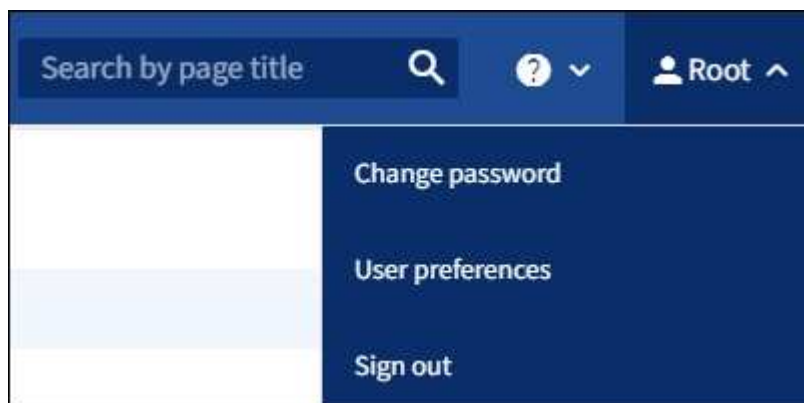 Search by page title
Root
Change password
User preferences
Sign out